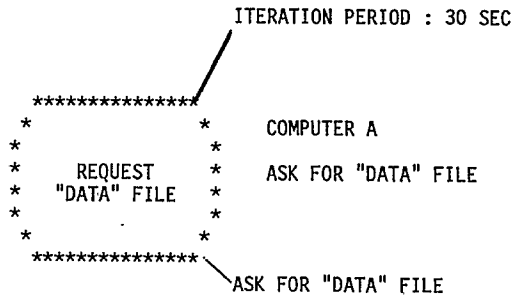 ITERATION PERIOD : 30 SEC
***************
* * COMPUTER A
* *
* REQUEST * ASK FOR "DATA" FILE
* "DATA" FILE *
* *
* *
***************
ASK FOR "DATA" FILE